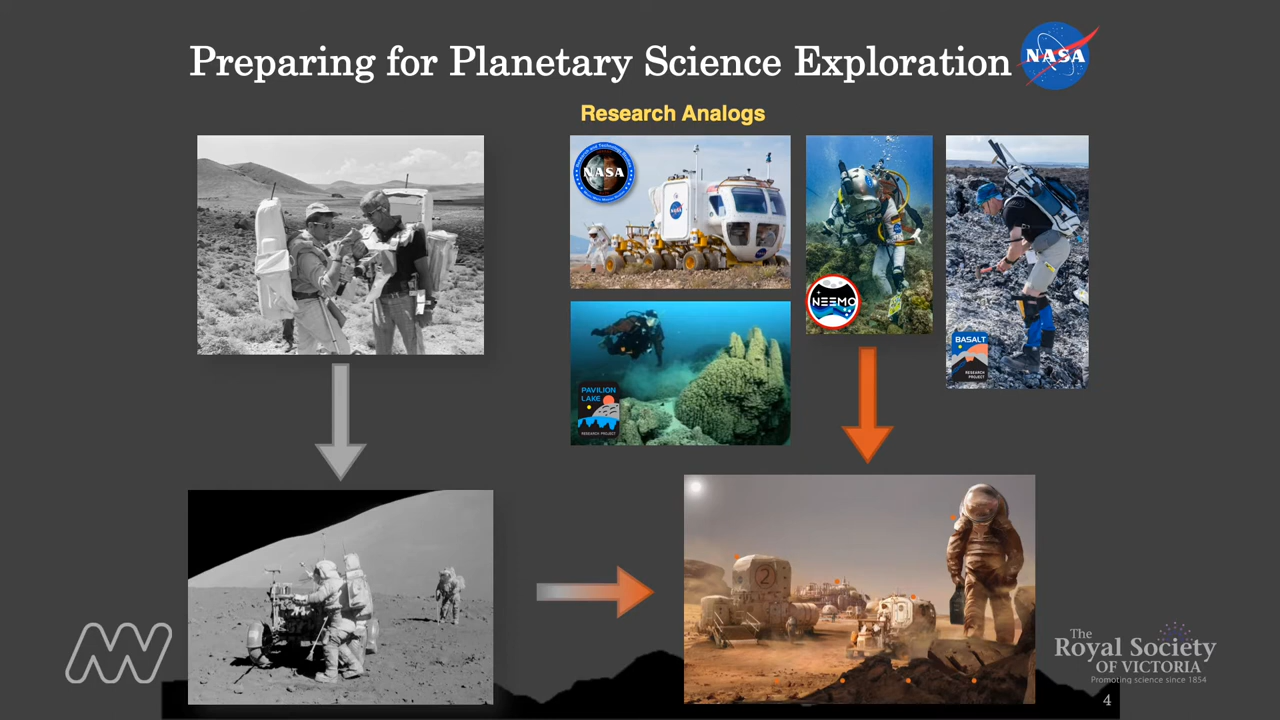 Preparing for Planetary Science Exploration
NASA
Research Analogs
NASA
NASA
NEEMO
BASALT
RESEARCH
PROJECT
PAVILION
LAKE
RESEARCH PROJECT
2
The
Royal Society
OF VICTORIA
Promoting science since 1854
4